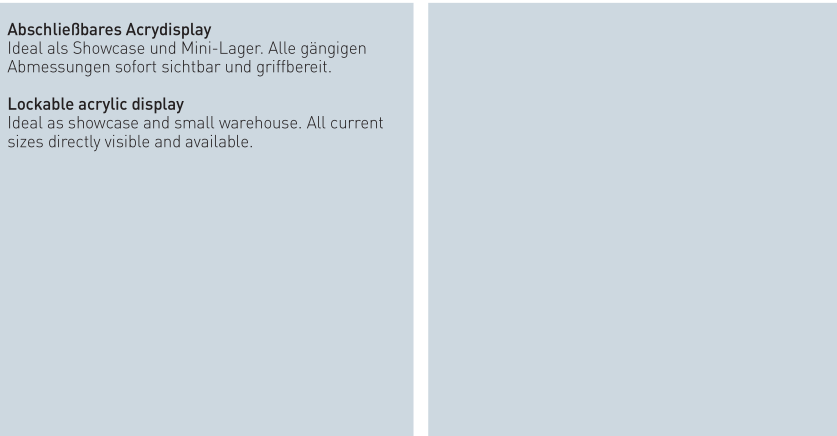 Abschließbares Acrydisplay
Ideal als Showcase und Mini-Lager. Alle gängigen
Abmessungen sofort sichtbar und griffbereit.
Lockable acrylic display
Ideal as showcase and small warehouse. All current
sizes directly visible and available.